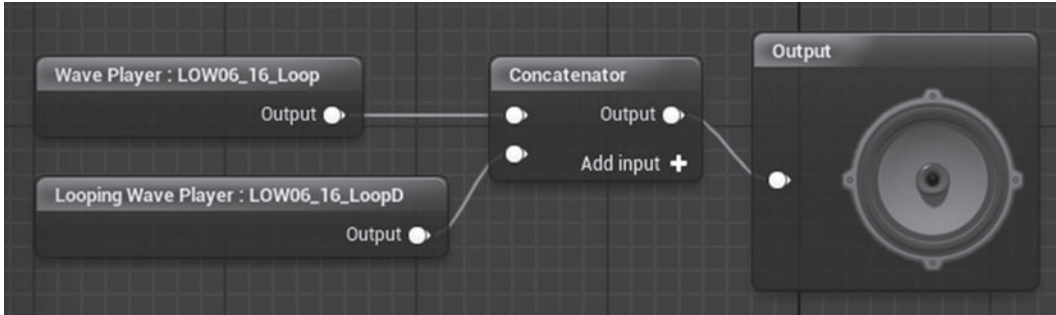 Wave Player : LOW06_16_Loop
Output
Looping Wave Player : LOW06_16_LoopD
Output
Concatenator
Output
Add input
Output